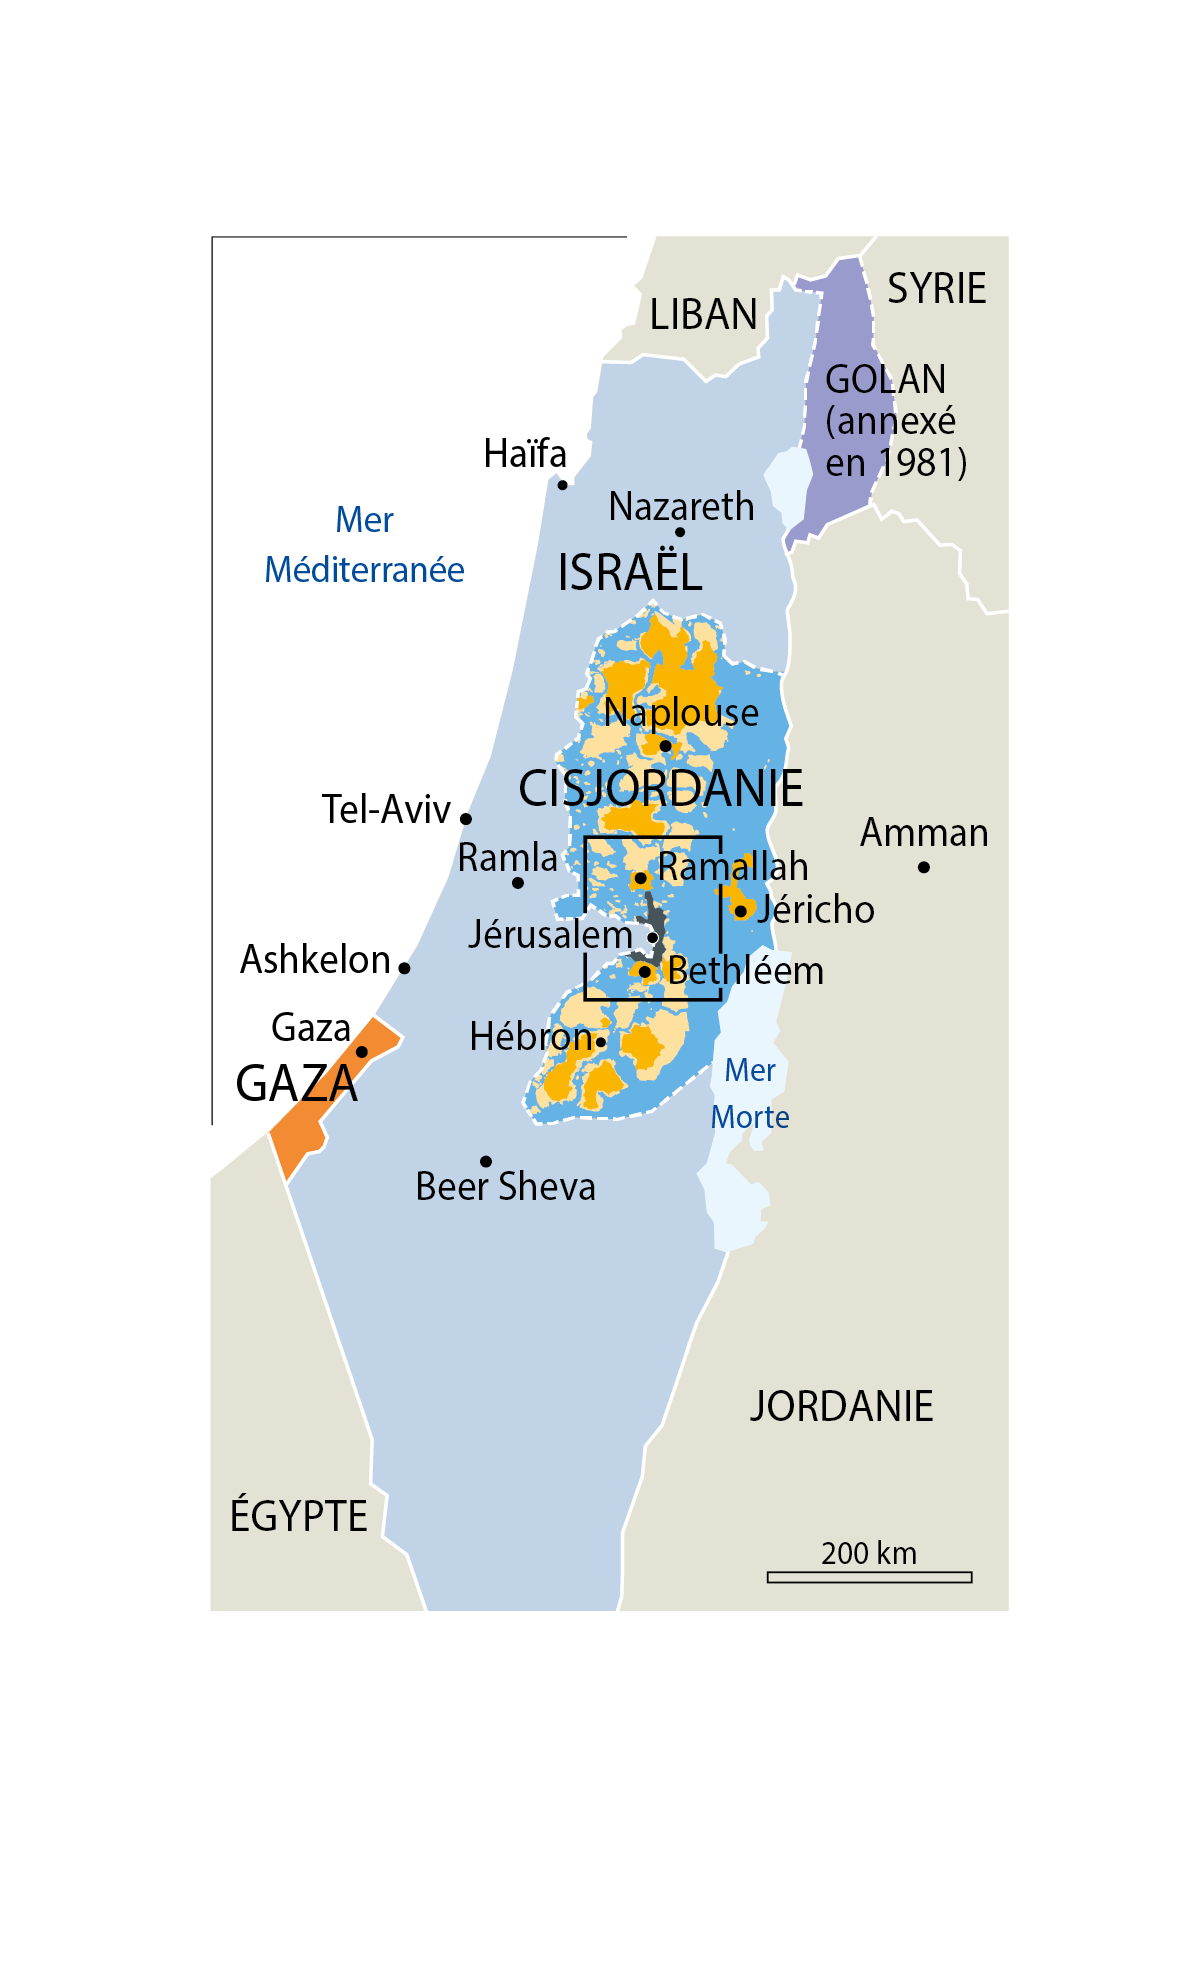 LIBAN
SYRIE
GOLAN
(annexé
en 1981)
Haïfa
Nazareth
Mer
Méditerranée
ISRAËL
Naplouse
CISJORDANIE
Tel-Aviv
Amman
Ramla
Ramallah
Jéricho
Jérusalem
Ashkelon
Bethléem
Gaza
Hébron
GAZA
Mer
Morte
Beer Sheva
JORDANIE
ÉGYPTE
200 km